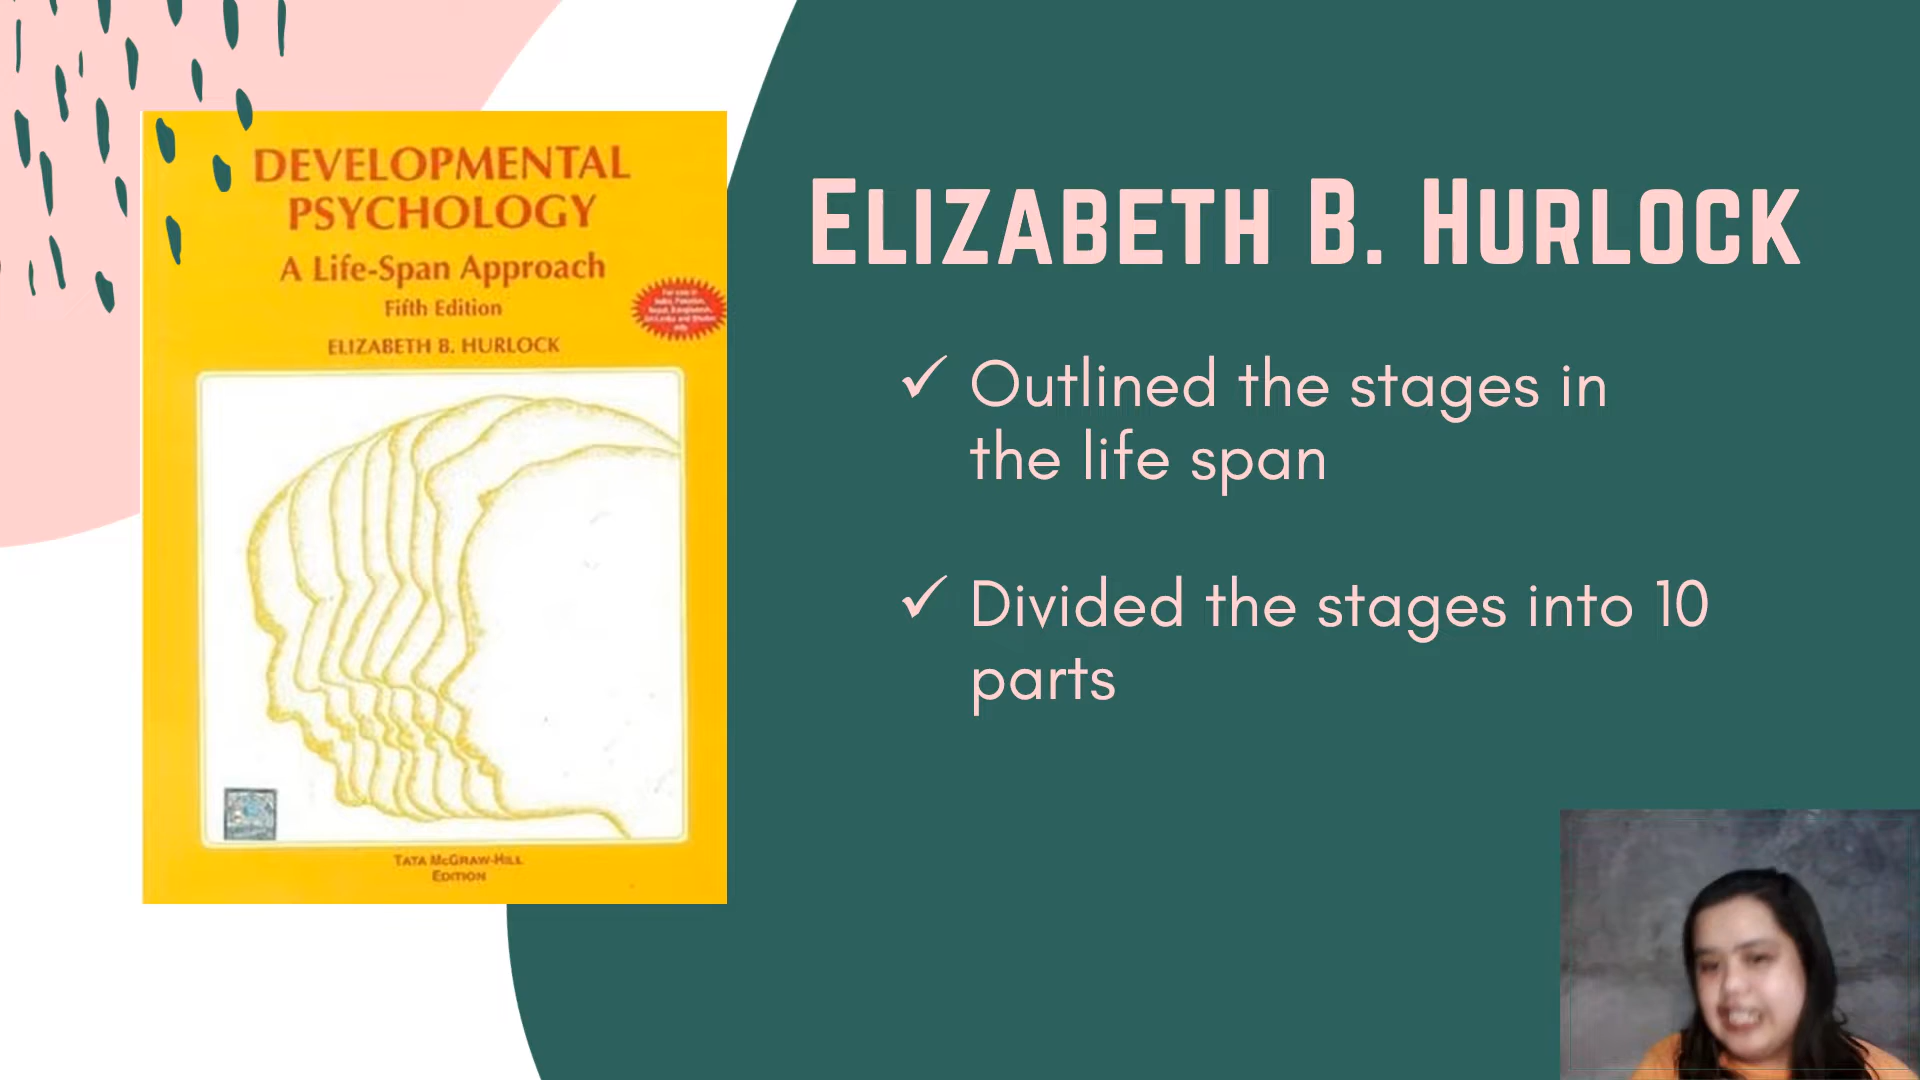 DEVELOPMENTAL
PSYCHOLOGY
A Life-Span Approach
Fifth Edition
ELIZABETH B. HURLOCK
TATA McGRAW-HILL
EDITION
ELIZABETH B. HURLOCK
✓ Outlined the stages in
the life span
✓ Divided the stages into 10
parts